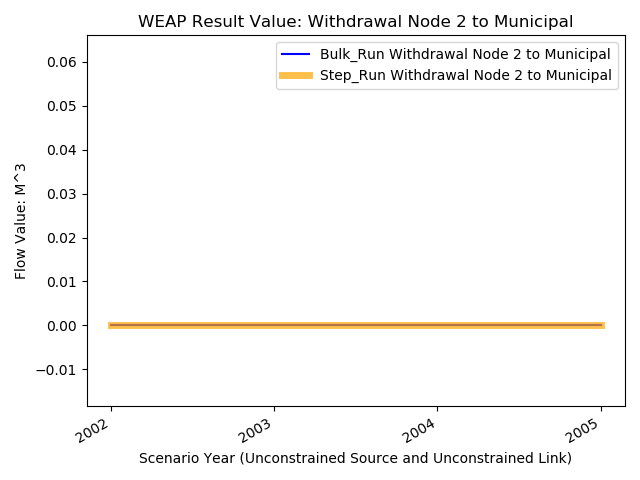 WEAP Result Value: Withdrawal Node 2 to Municipal
Bulk_Run Withdrawal Node 2 to Municipal
Step_Run Withdrawal Node 2 to Municipal
Flow Value: M^3
0.06
0.05
0.04
0.03
0.02
0.01
0.00
−0.01
2002
2003
2004
2005
Scenario Year (Unconstrained Source and Unconstrained Link)